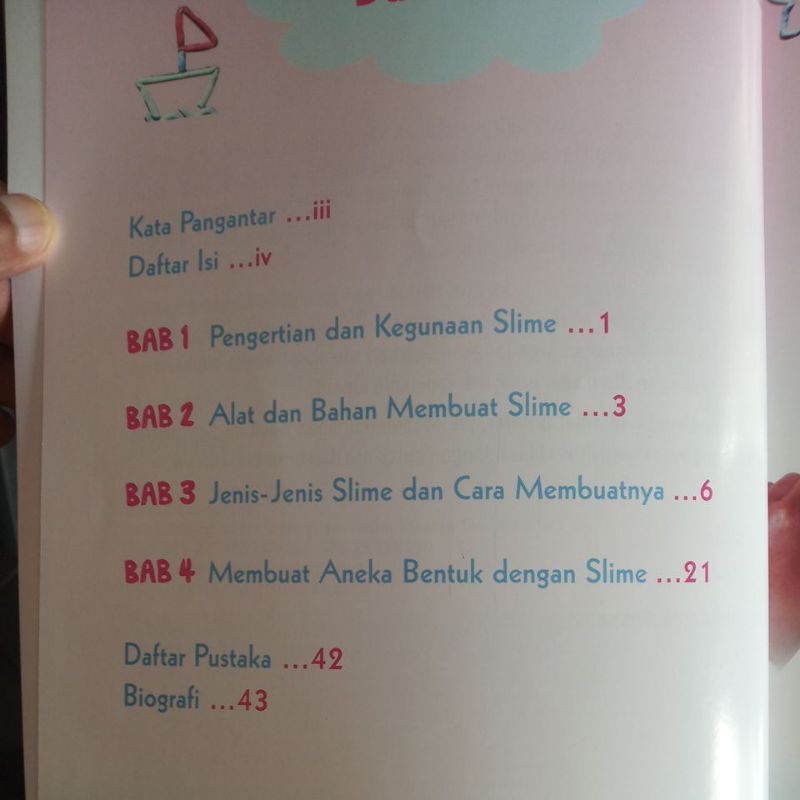 Kata Pangantar ...iii
Daftar Isi ...iv
BAB 1 Pengertian dan Kegunaan Slime ...1
BAB 2 Alat dan Bahan Membuat Slime ...3
BAB 3 Jenis-Jenis Slime dan Cara Membuatnya ...6
BAB 4 Membuat Aneka Bentuk dengan Slime ...21
Daftar Pustaka ...42
Biografi ...43